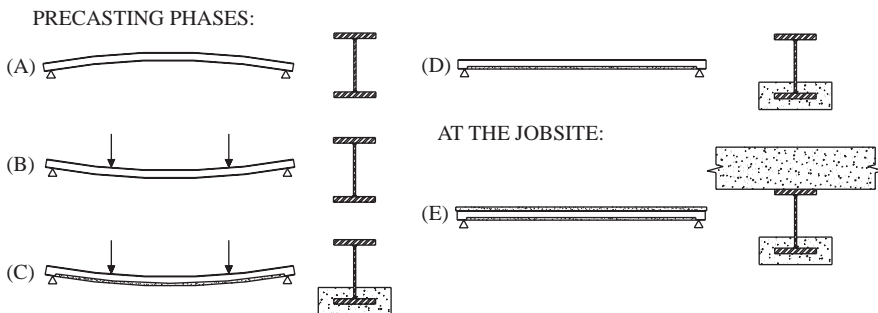 PRECASTING PHASES:
(A)
(B)
(C)
(D)
AT THE JOBSITE:
(E)